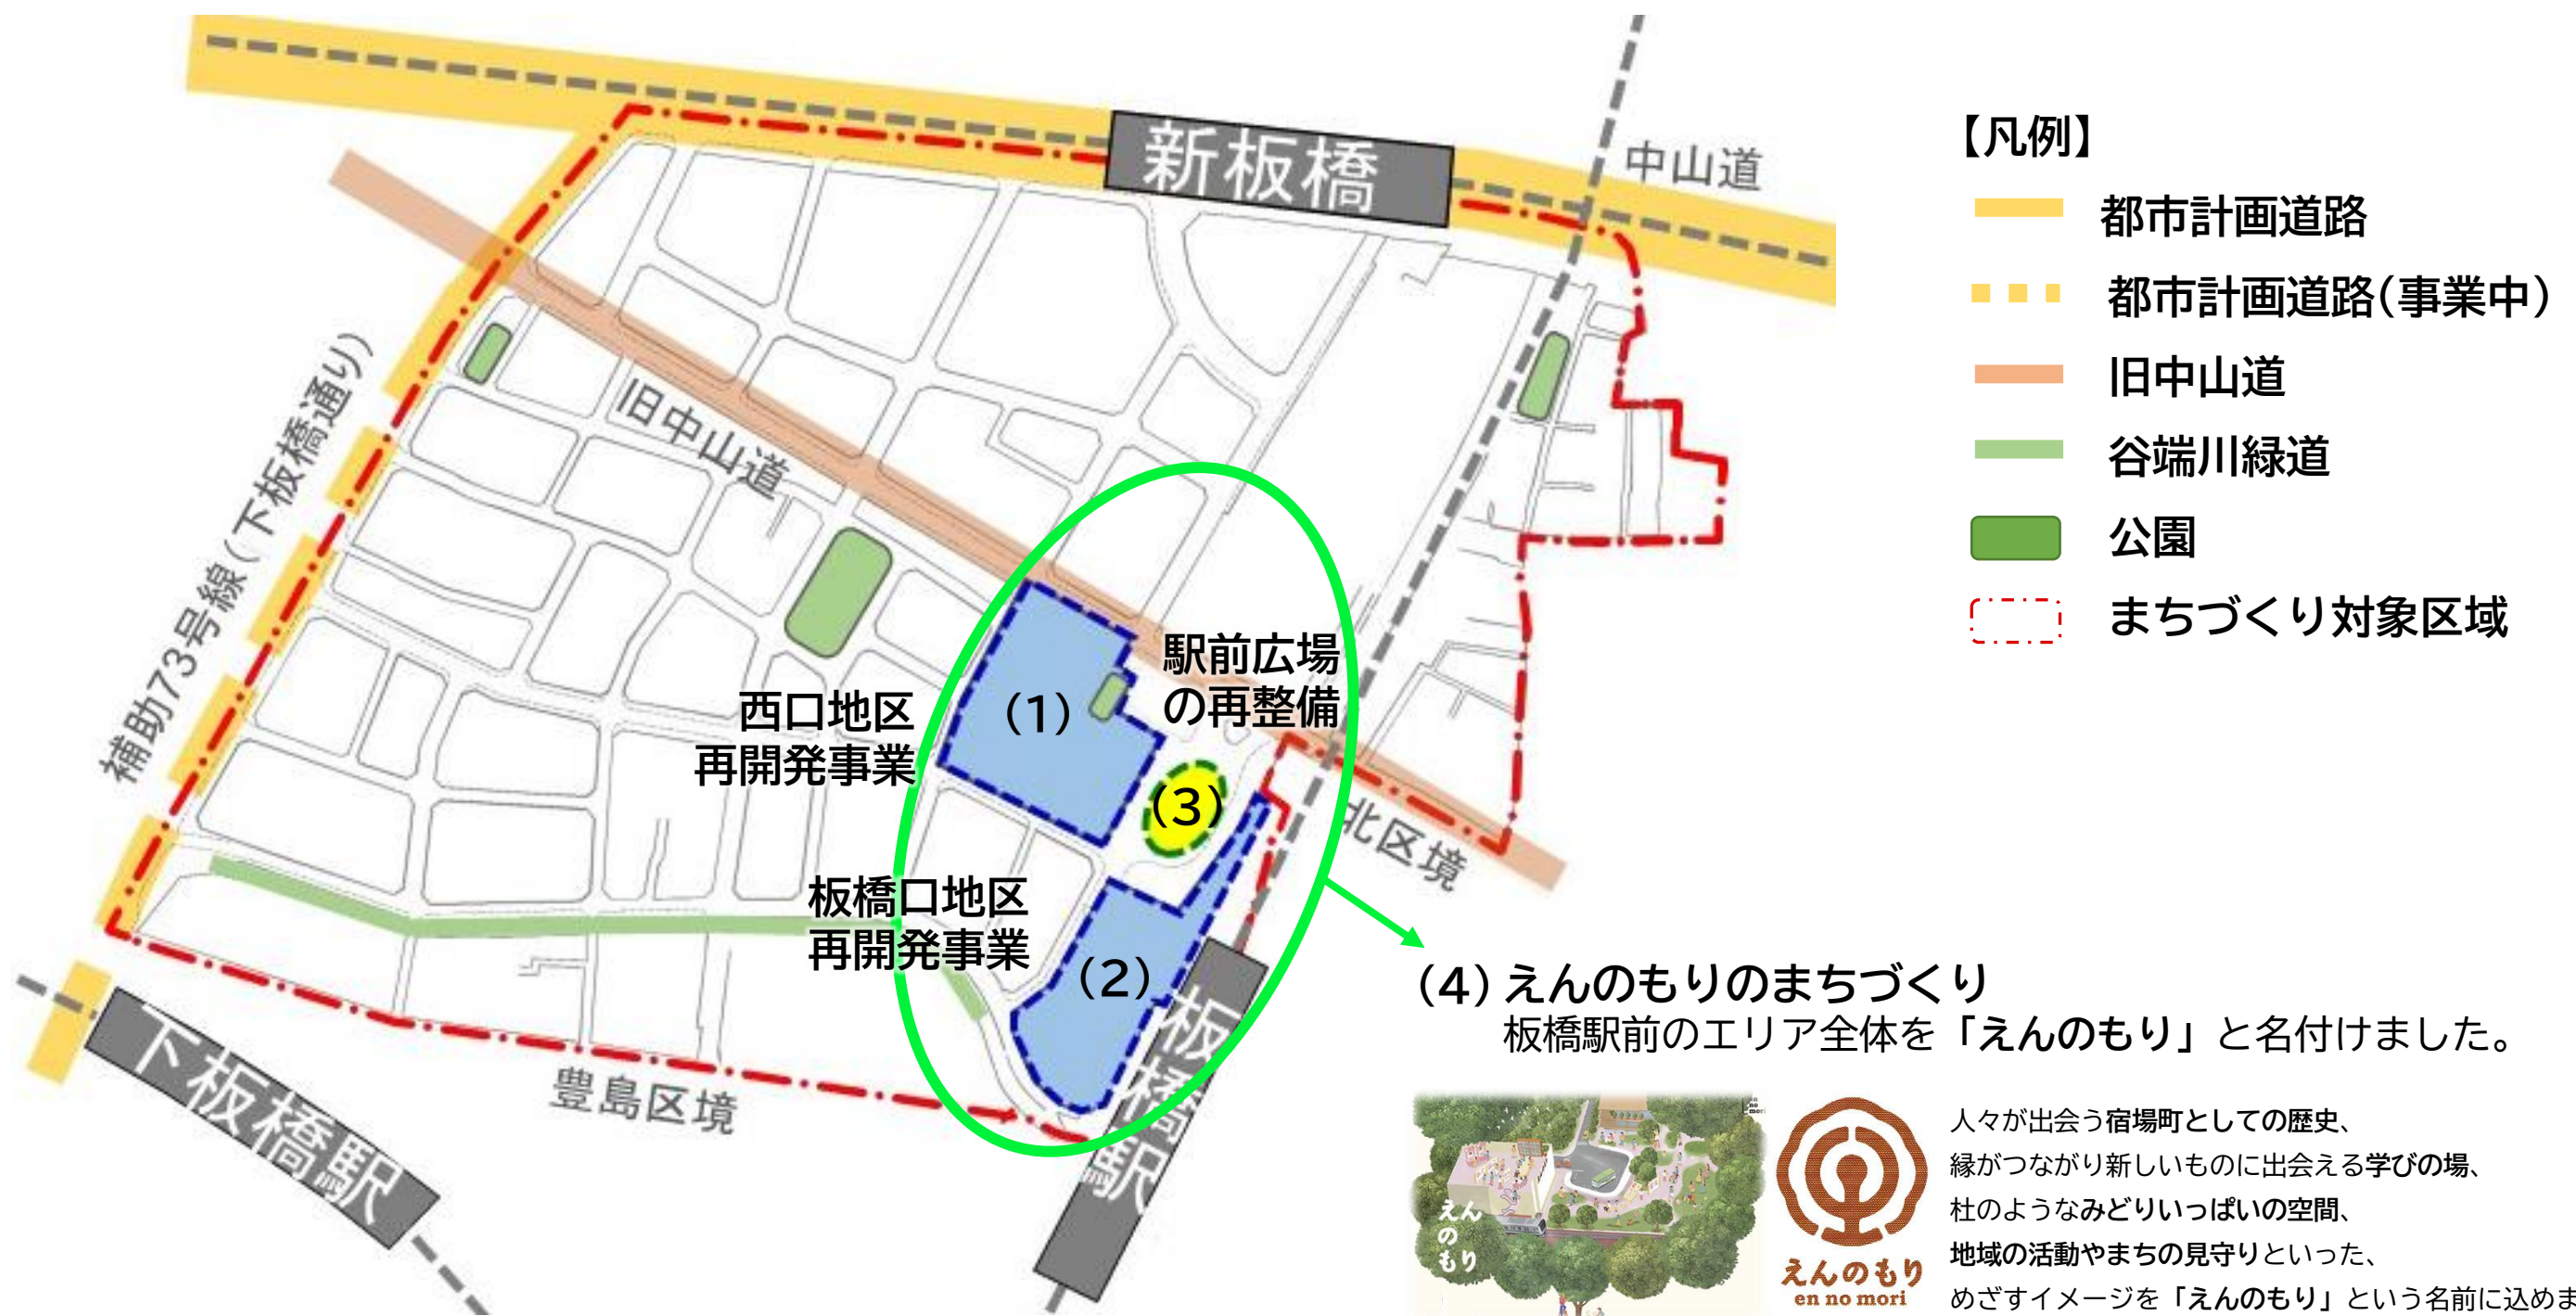 新板橋
中山道
旧中山道
補助73号線(下板橋通り)
西口地区
再開発事業
(1)
駅前広場
の再整備
(3)
北区境
板橋口地区
再開発事業
(2)
板橋駅
下板橋駅
豊島区境
【凡例】
都市計画道路
都市計画道路(事業中)
旧中山道
谷端川緑道
公園
まちづくり対象区域
(4)えんのもりのまちづくり
板橋駅前のエリア全体を「えんのもり」と名付けました。
えん
の
もり
en
no
mori
えんのもり
en no mori
人々が出会う宿場町としての歴史、
縁がつながり新しいものに出会える学びの場、
杜のようなみどりいっぱいの空間、
地域の活動やまちの見守りといった、
めざすイメージを「えんのもり」という名前に込めま